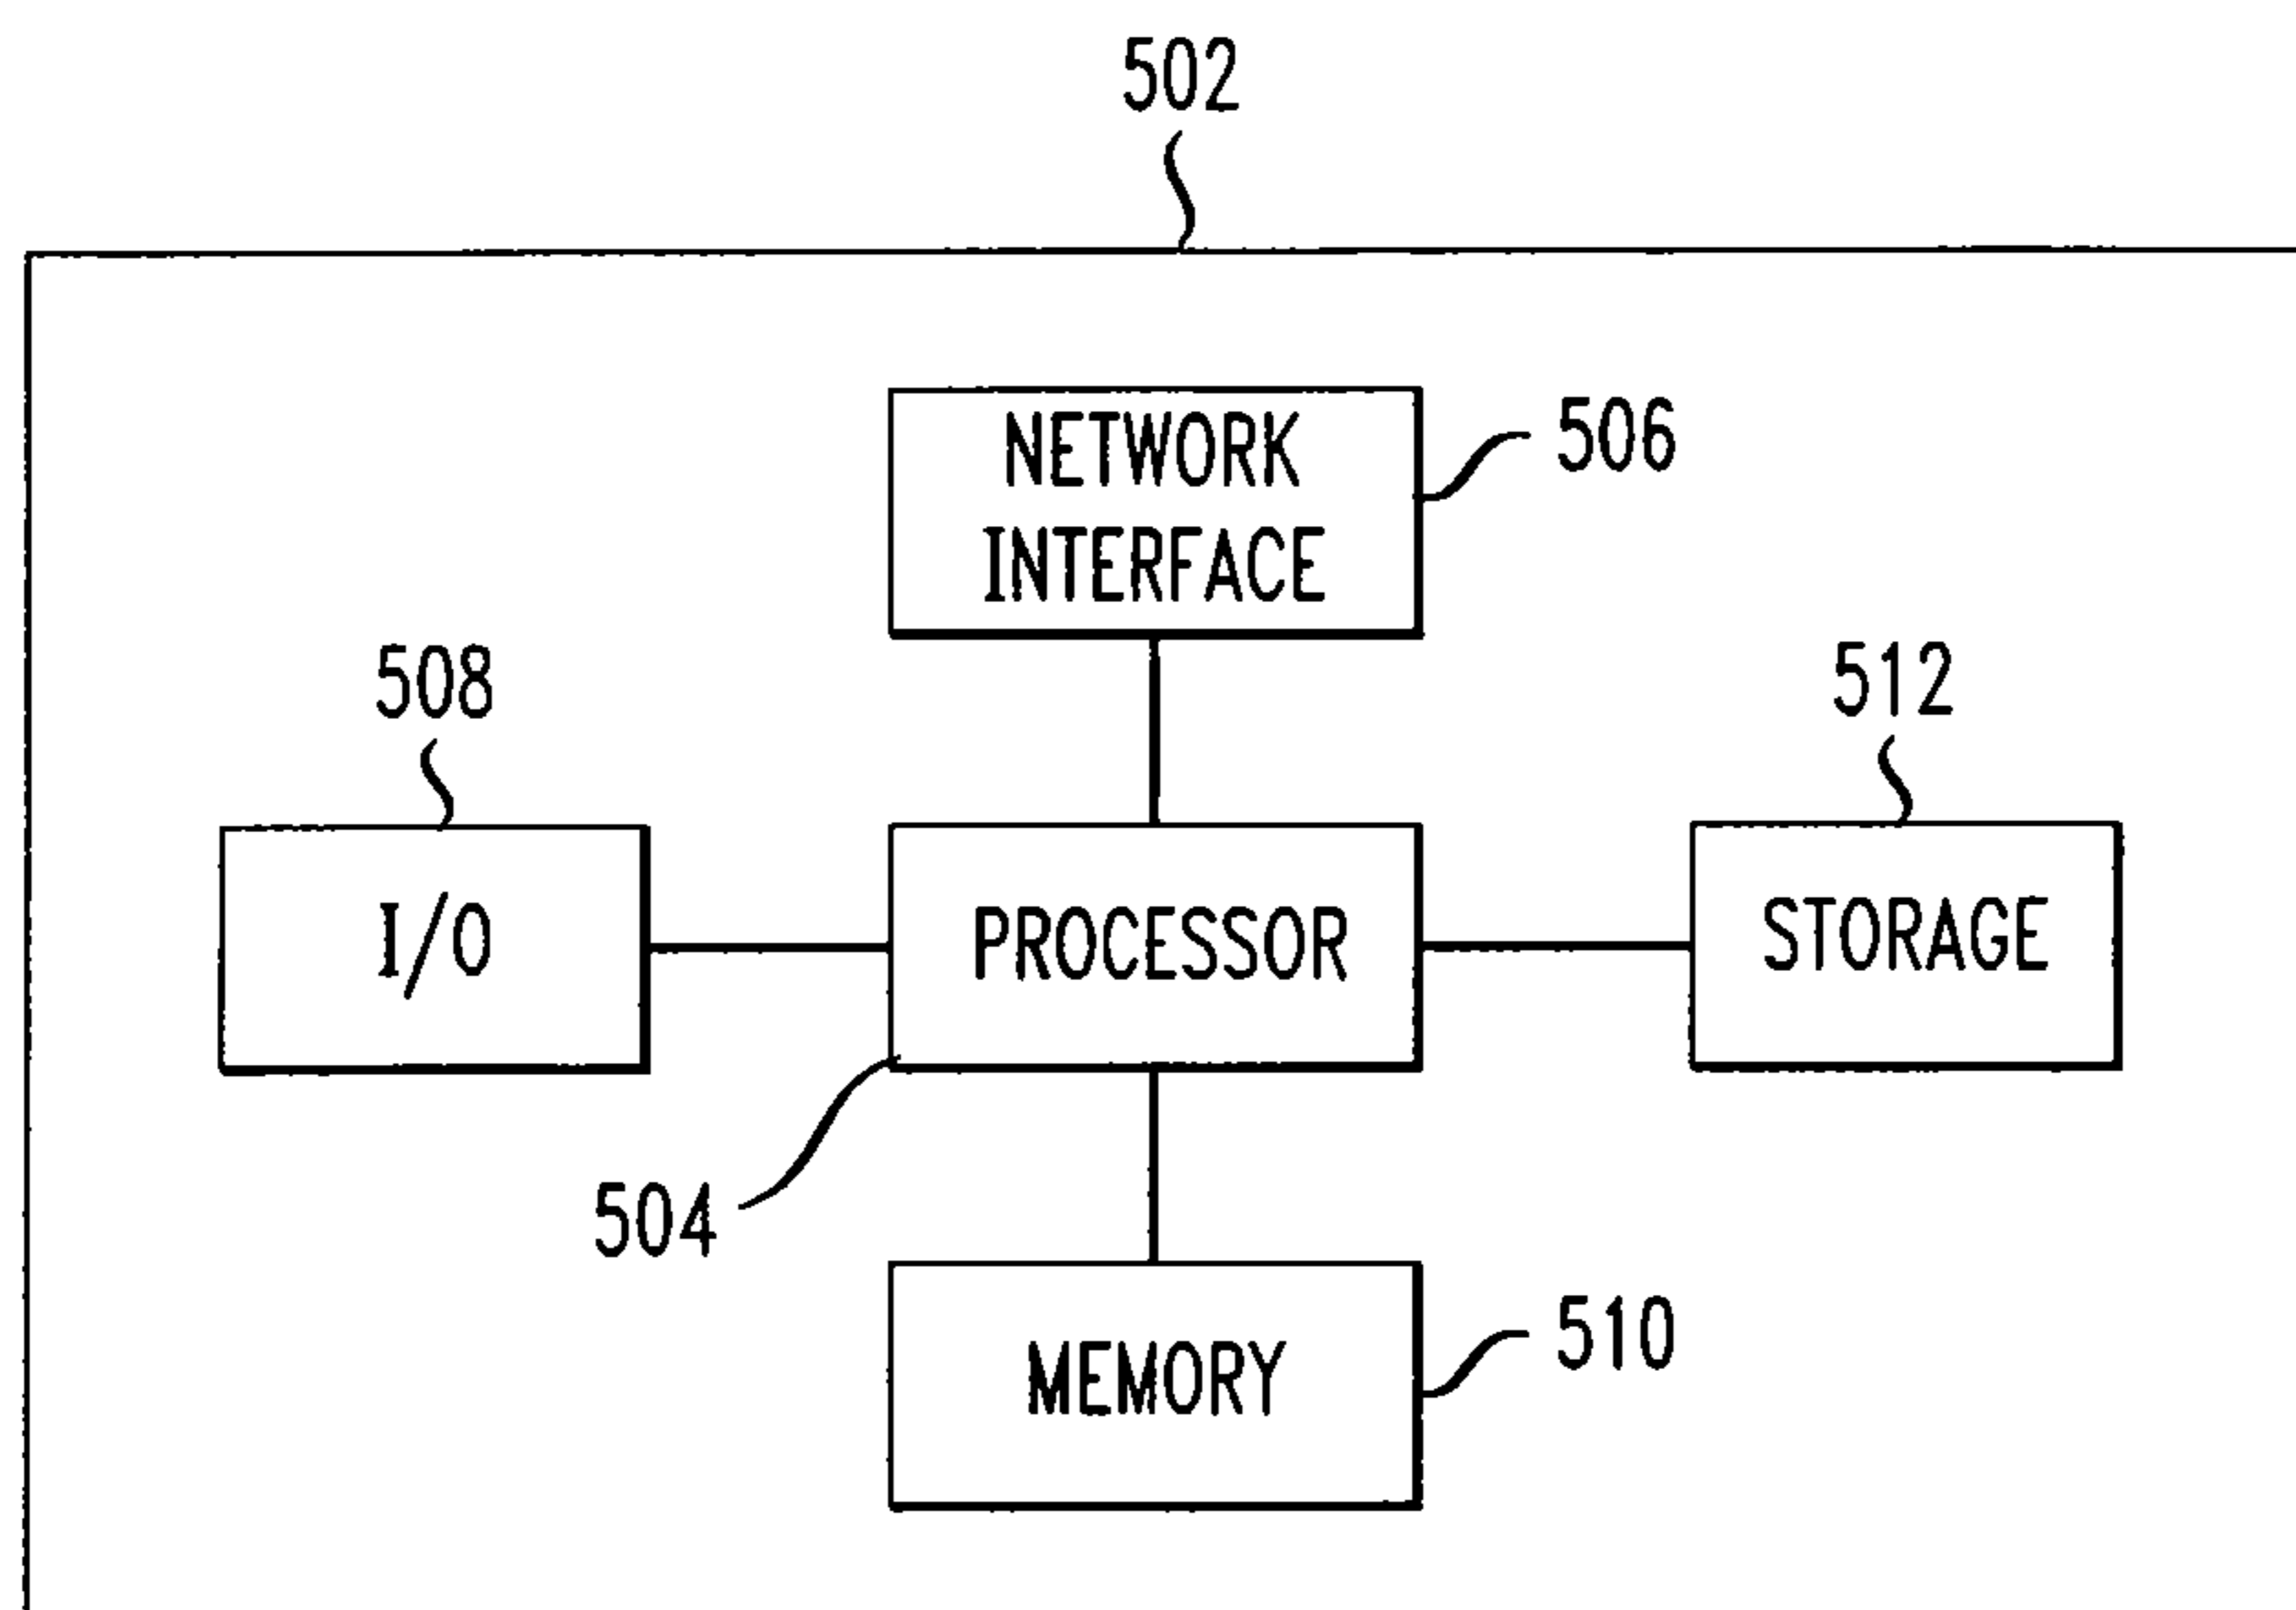 502
NETWORK
INTERFACE
506
508
512
I/O
PROCESSOR
STORAGE
504
MEMORY
510